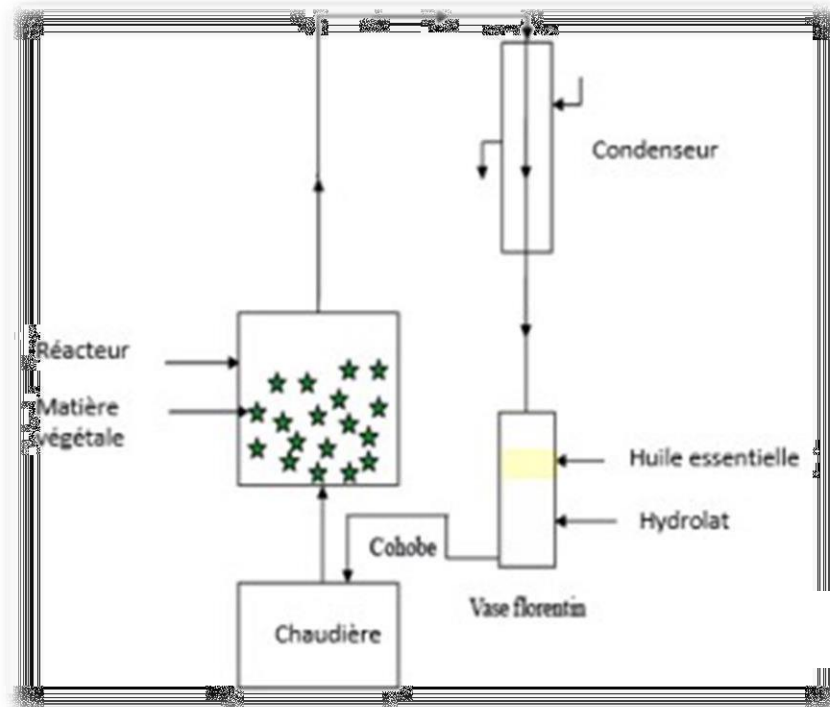 Condenseur
Réacteur
Matière
végétale
Huile essentielle
Hydrolat
Cohobe
Vase florentin
Chaudière